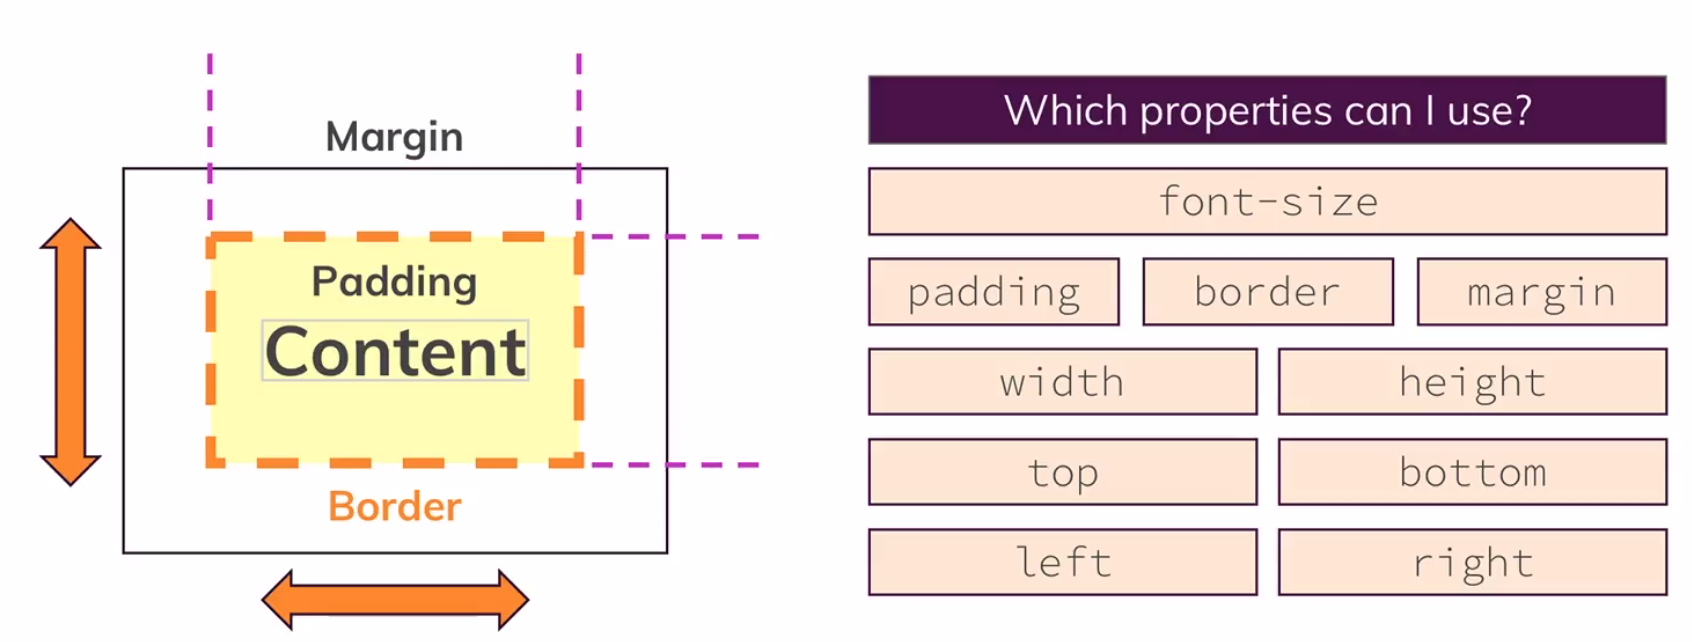 Margin
Padding
Content
Border
Which properties can I use?
font-size
padding
border
margin
width
height
top
bottom
left
right